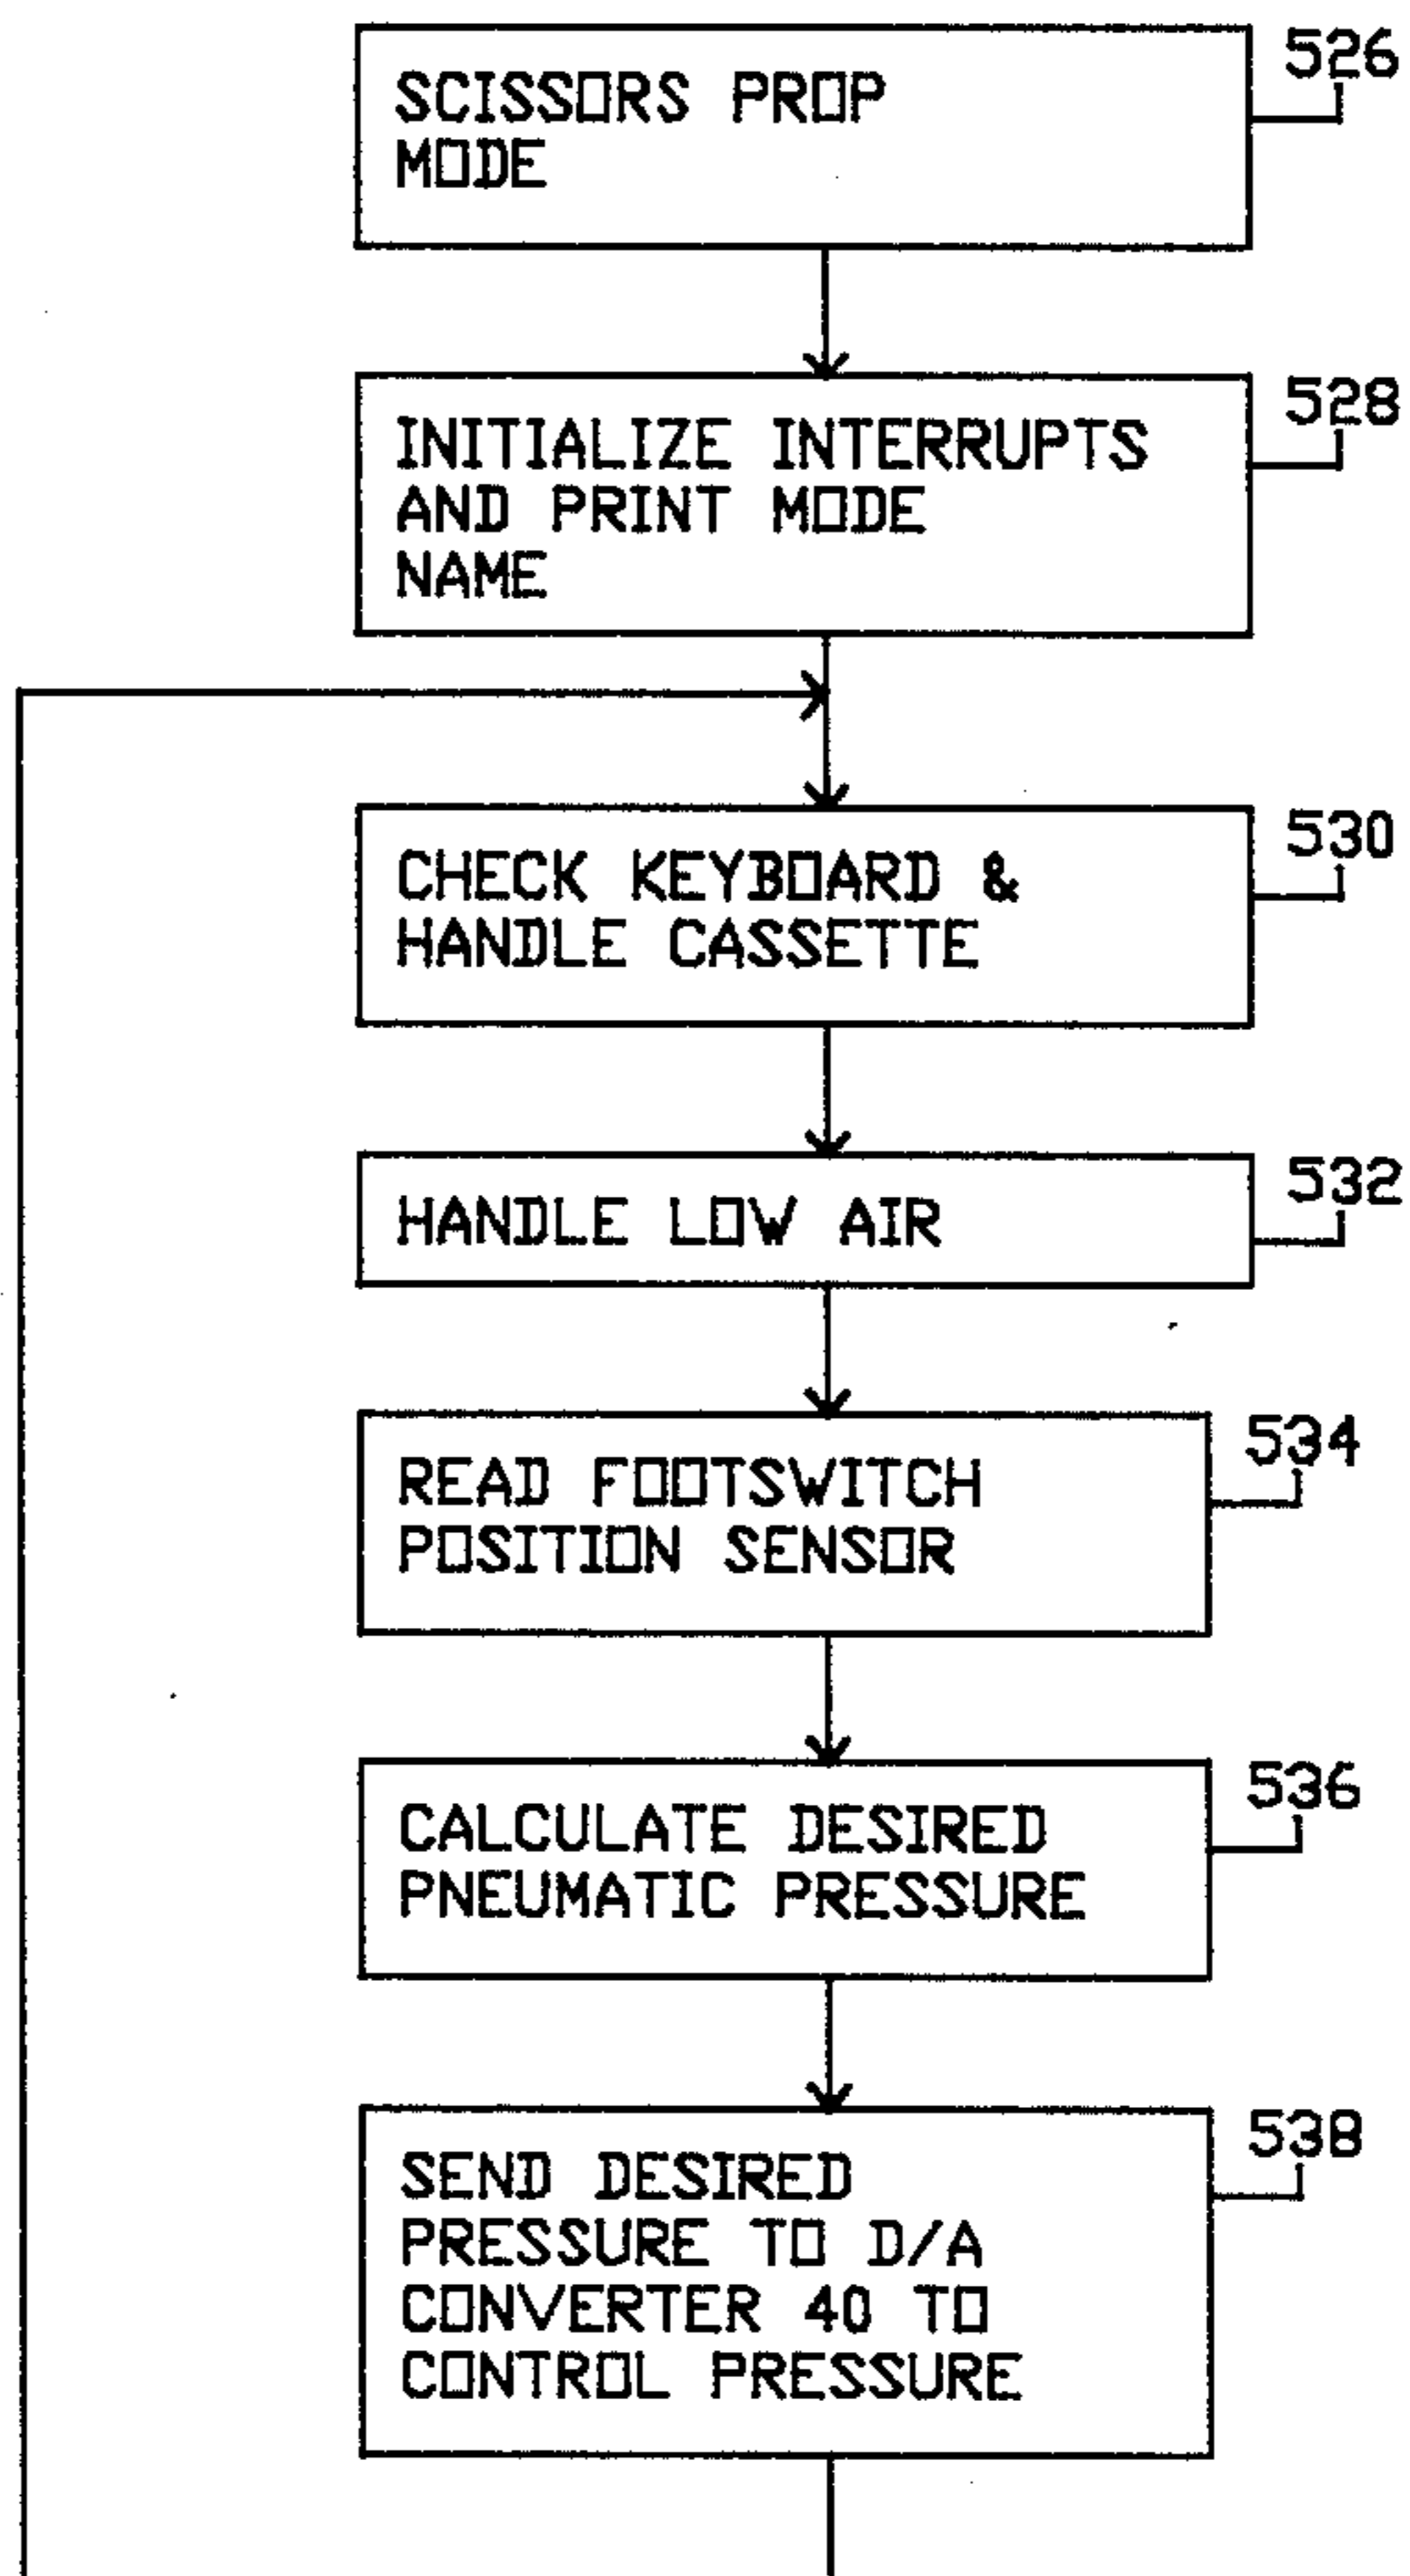 SCISSORS PROP
MODE
526
INITIALIZE INTERRUPTS
AND PRINT MODE
NAME
528
CHECK KEYBOARD &
HANDLE CASSETTE
530
HANDLE LOW AIR
532
READ FOOTSWITCH
POSITION SENSOR
534
CALCULATE DESIRED
PNEUMATIC PRESSURE
536
SEND DESIRED
PRESSURE TO D/A
CONVERTER 40 TO
CONTROL PRESSURE
538